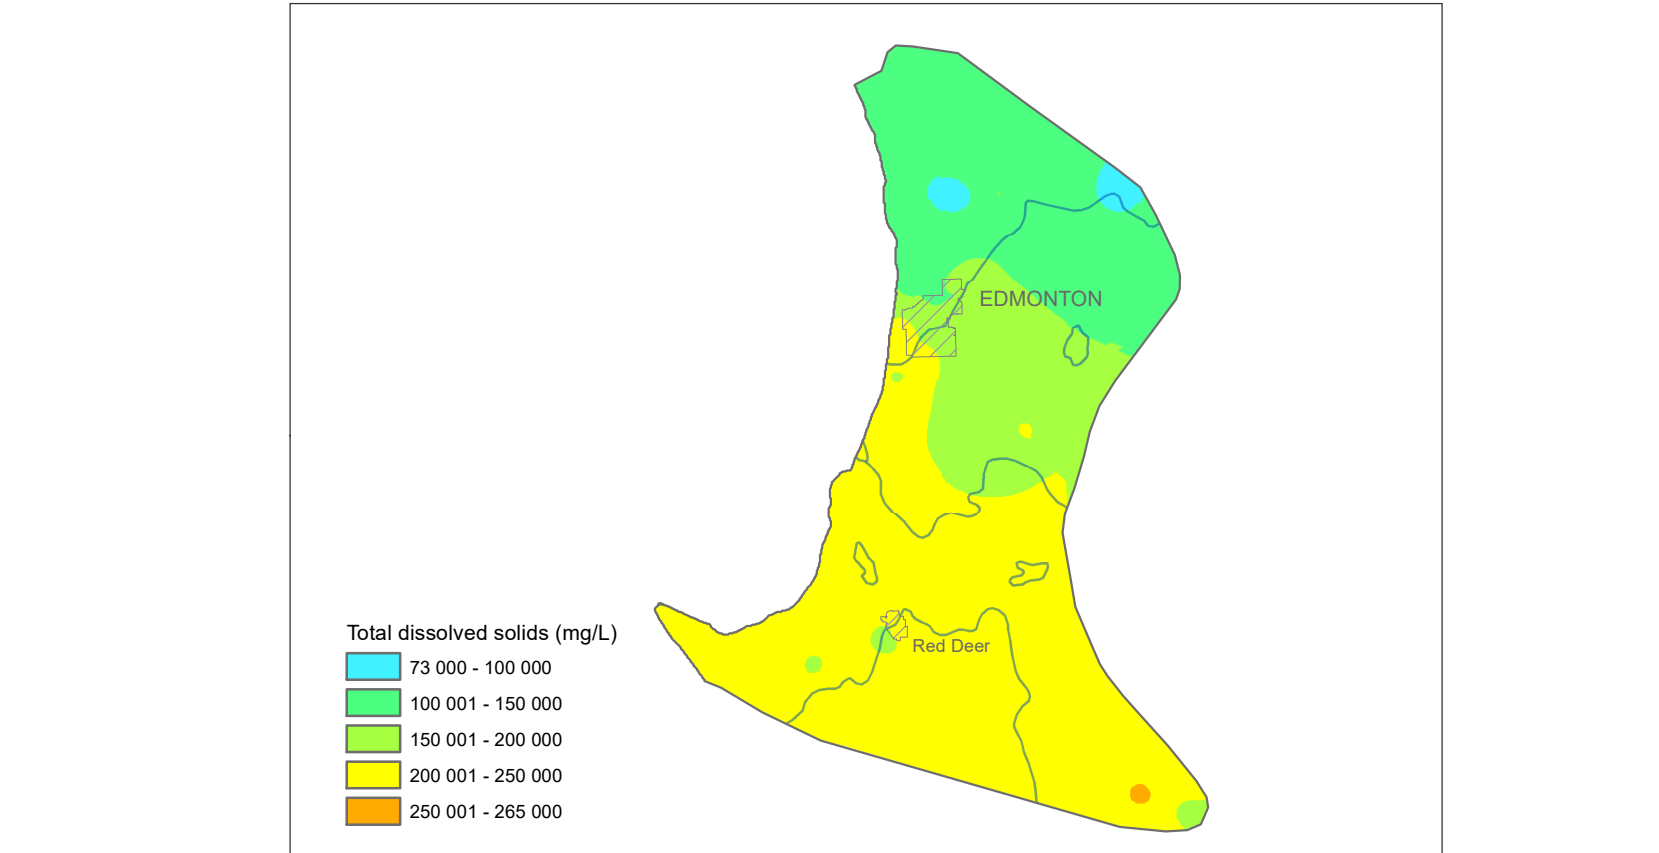 EDMONTON
Red Deer
Total dissolved solids (mg/L)
73 000 - 100 000
100 001 - 150 000
150 001 - 200 000
200 001 - 250 000
250 001 - 265 000